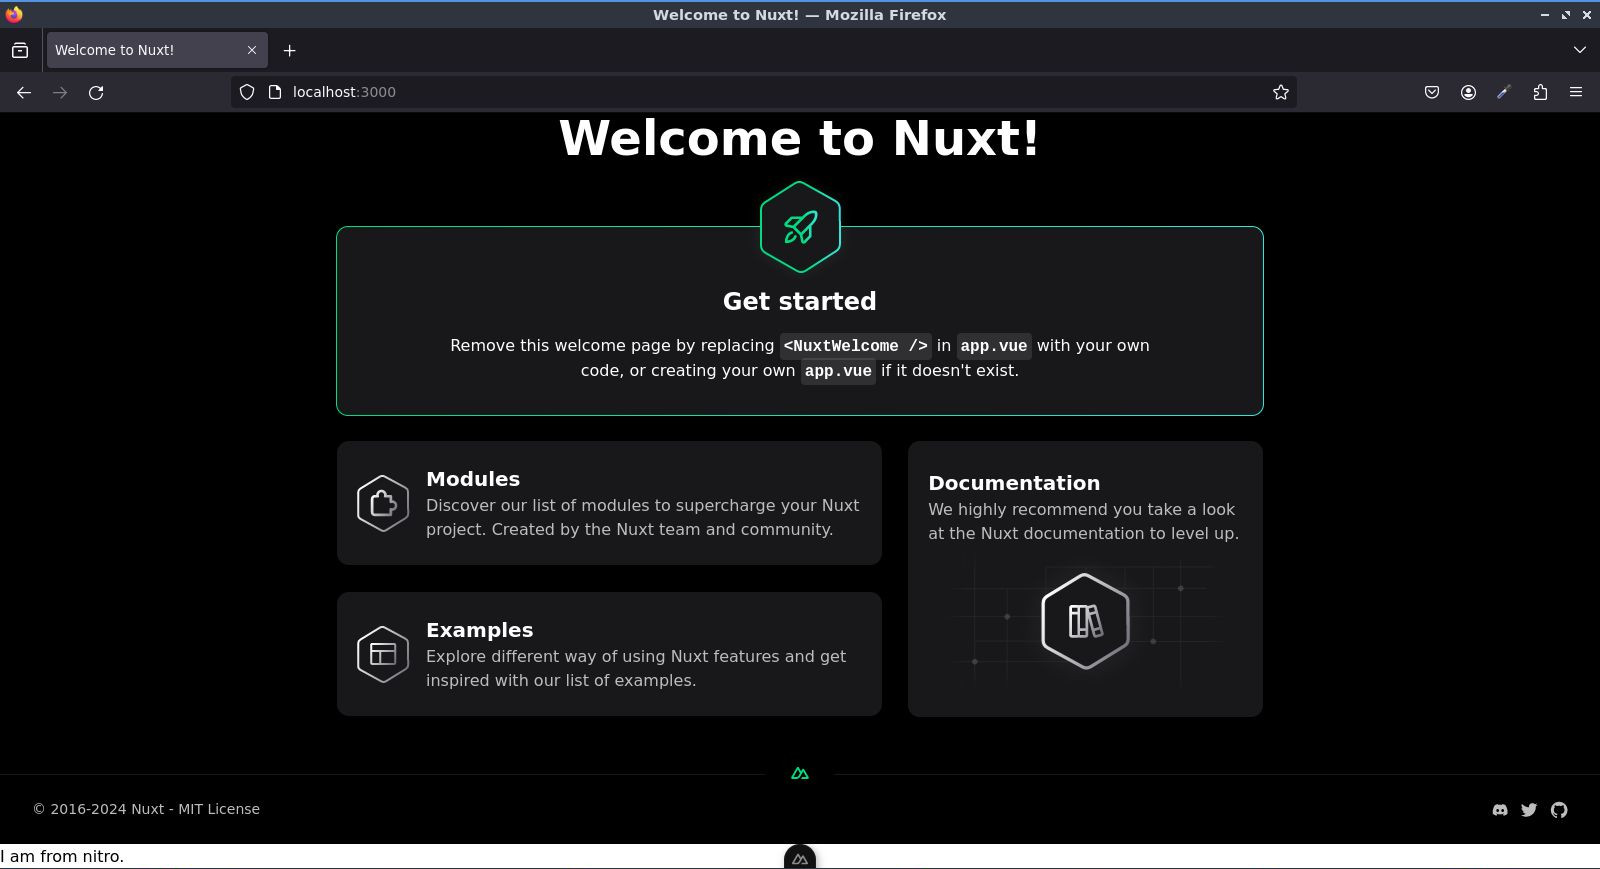 Welcome to Nuxt! — Mozilla Firefox
Welcome to Nuxt!
localhost:3000
Welcome to Nuxt!
Get started
Remove this welcome page by replacing <NuxtWelcome /> in app.vue with your own
code, or creating your own app.vue if it doesn't exist.
Modules
Discover our list of modules to supercharge your Nuxt
project. Created by the Nuxt team and community.
Examples
Explore different way of using Nuxt features and get
inspired with our list of examples.
Documentation
We highly recommend you take a look
at the Nuxt documentation to level up.
© 2016-2024 Nuxt - MIT License
I am from nitro.